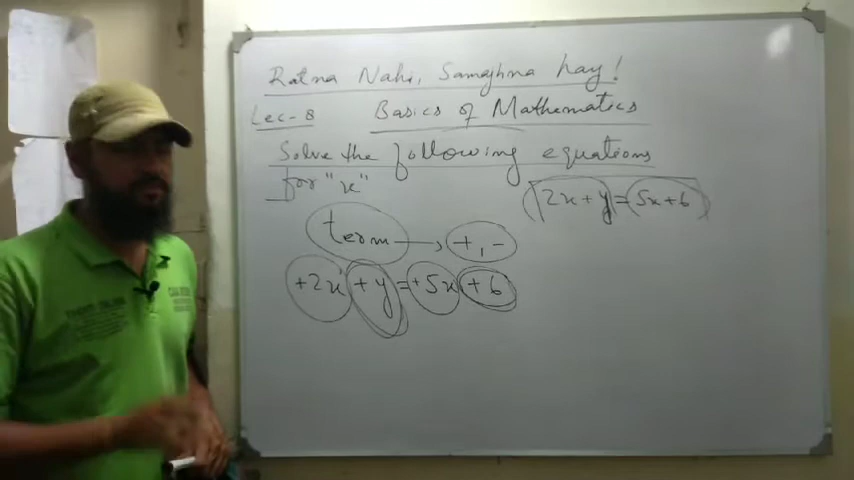 Ratna Nahi, Samajhna hay!
Lec-8 Basics of Mathematics
Solve the following equations
for "x"
2x + y = 5x + 6
term → +, -
+2x + y = +5x + 6